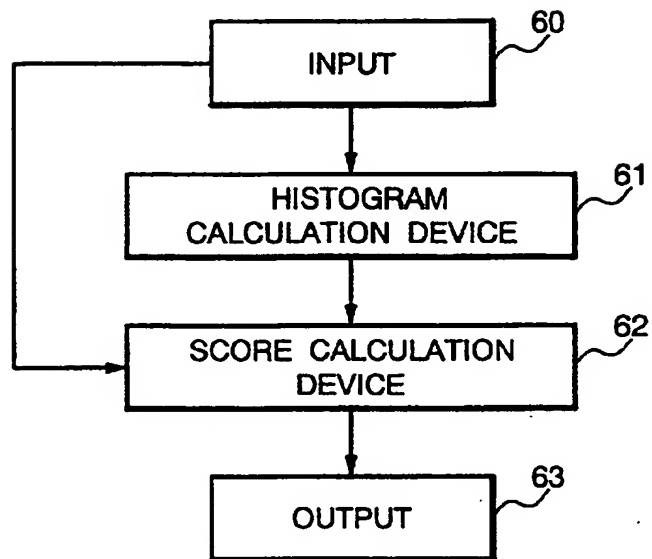 60
INPUT
61
HISTOGRAM
CALCULATION DEVICE
62
SCORE CALCULATION
DEVICE
63
OUTPUT